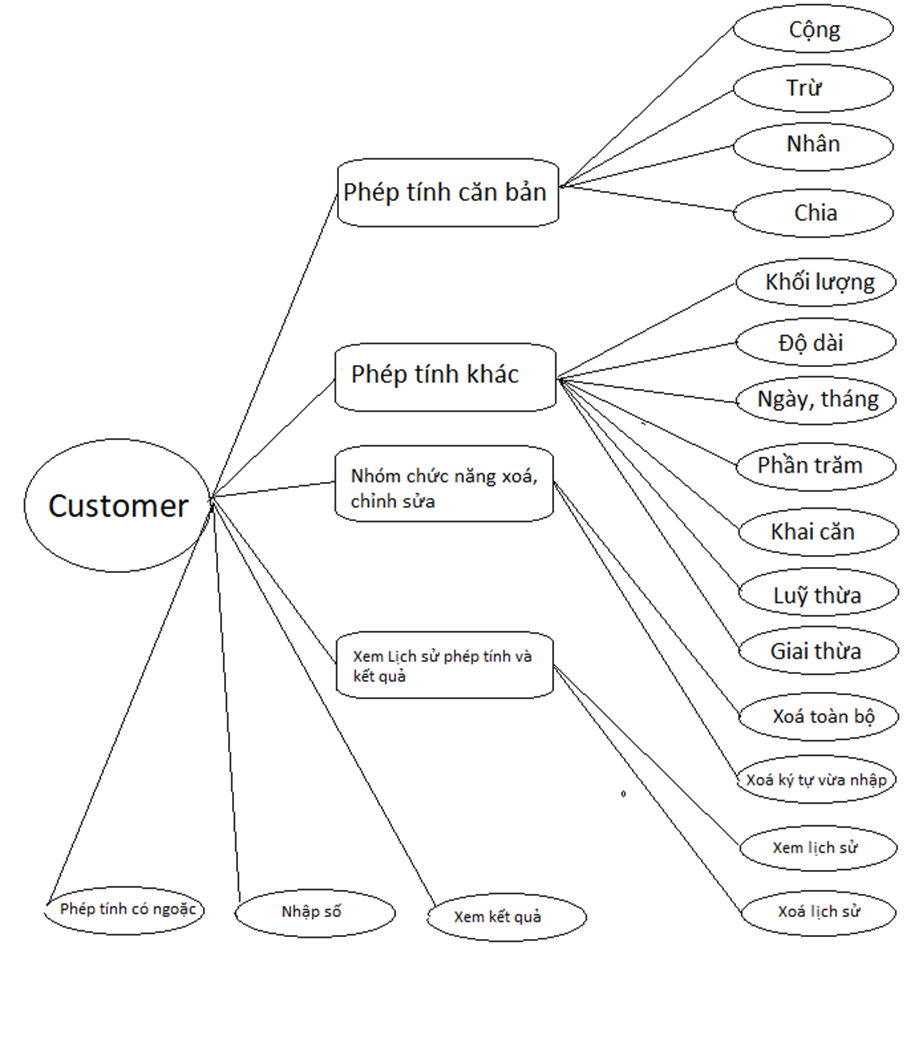 Cộng
Trừ
Nhân
Chia
Phép tính căn bản
Khối lượng
Độ dài
Ngày, tháng
Phần trăm
Khai căn
Luỹ thừa
Giai thừa
Phép tính khác
Nhóm chức năng xoá,
chỉnh sửa
Customer
Xoá toàn bộ
Xoá ký tự vừa nhập
Xem Lịch sử phép tính và
kết quả
Xem lịch sử
Xoá lịch sử
Phép tính có ngoặc
Nhập số
Xem kết quả